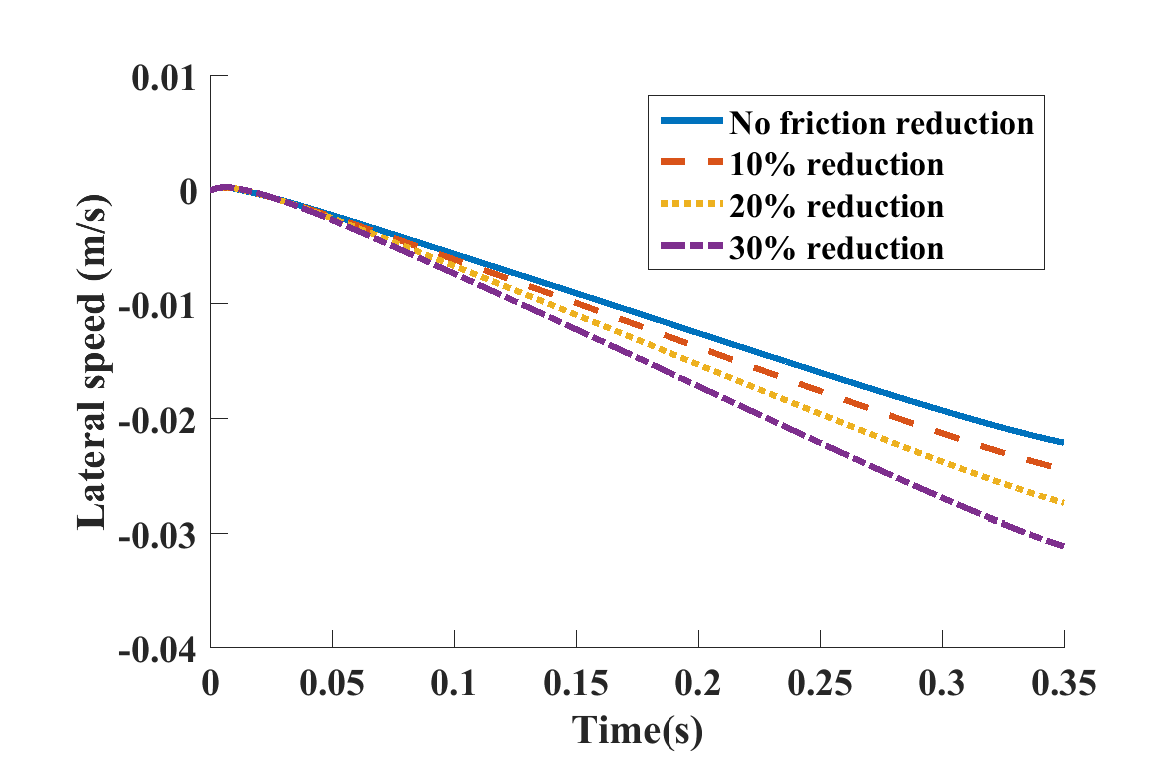 0.01
0
-0.01
-0.02
-0.03
-0.04
Lateral speed (m/s)
No friction reduction
10% reduction
20% reduction
30% reduction
0 0.05 0.1 0.15 0.2 0.25 0.3 0.35
Time(s)